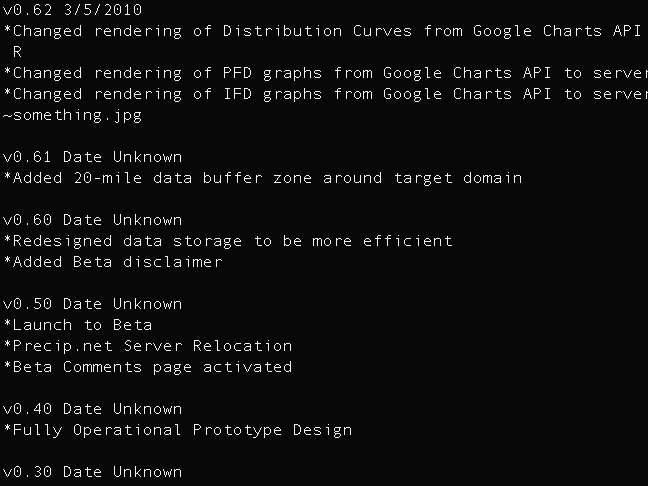 v0.62 3/5/2010
*Changed rendering of Distribution Curves from Google Charts API
R
*Changed rendering of PFD graphs from Google Charts API to server
*Changed rendering of IFD graphs from Google Charts API to server
~something.jpg
v0.61 Date Unknown
*Added 20-mile data buffer zone around target domain
v0.60 Date Unknown
*Redesigned data storage to be more efficient
*Added Beta disclaimer
v0.50 Date Unknown
*Launch to Beta
*Precip.net Server Relocation
*Beta Comments page activated
v0.40 Date Unknown
*Fully Operational Prototype Design
v0.30 Date Unknown